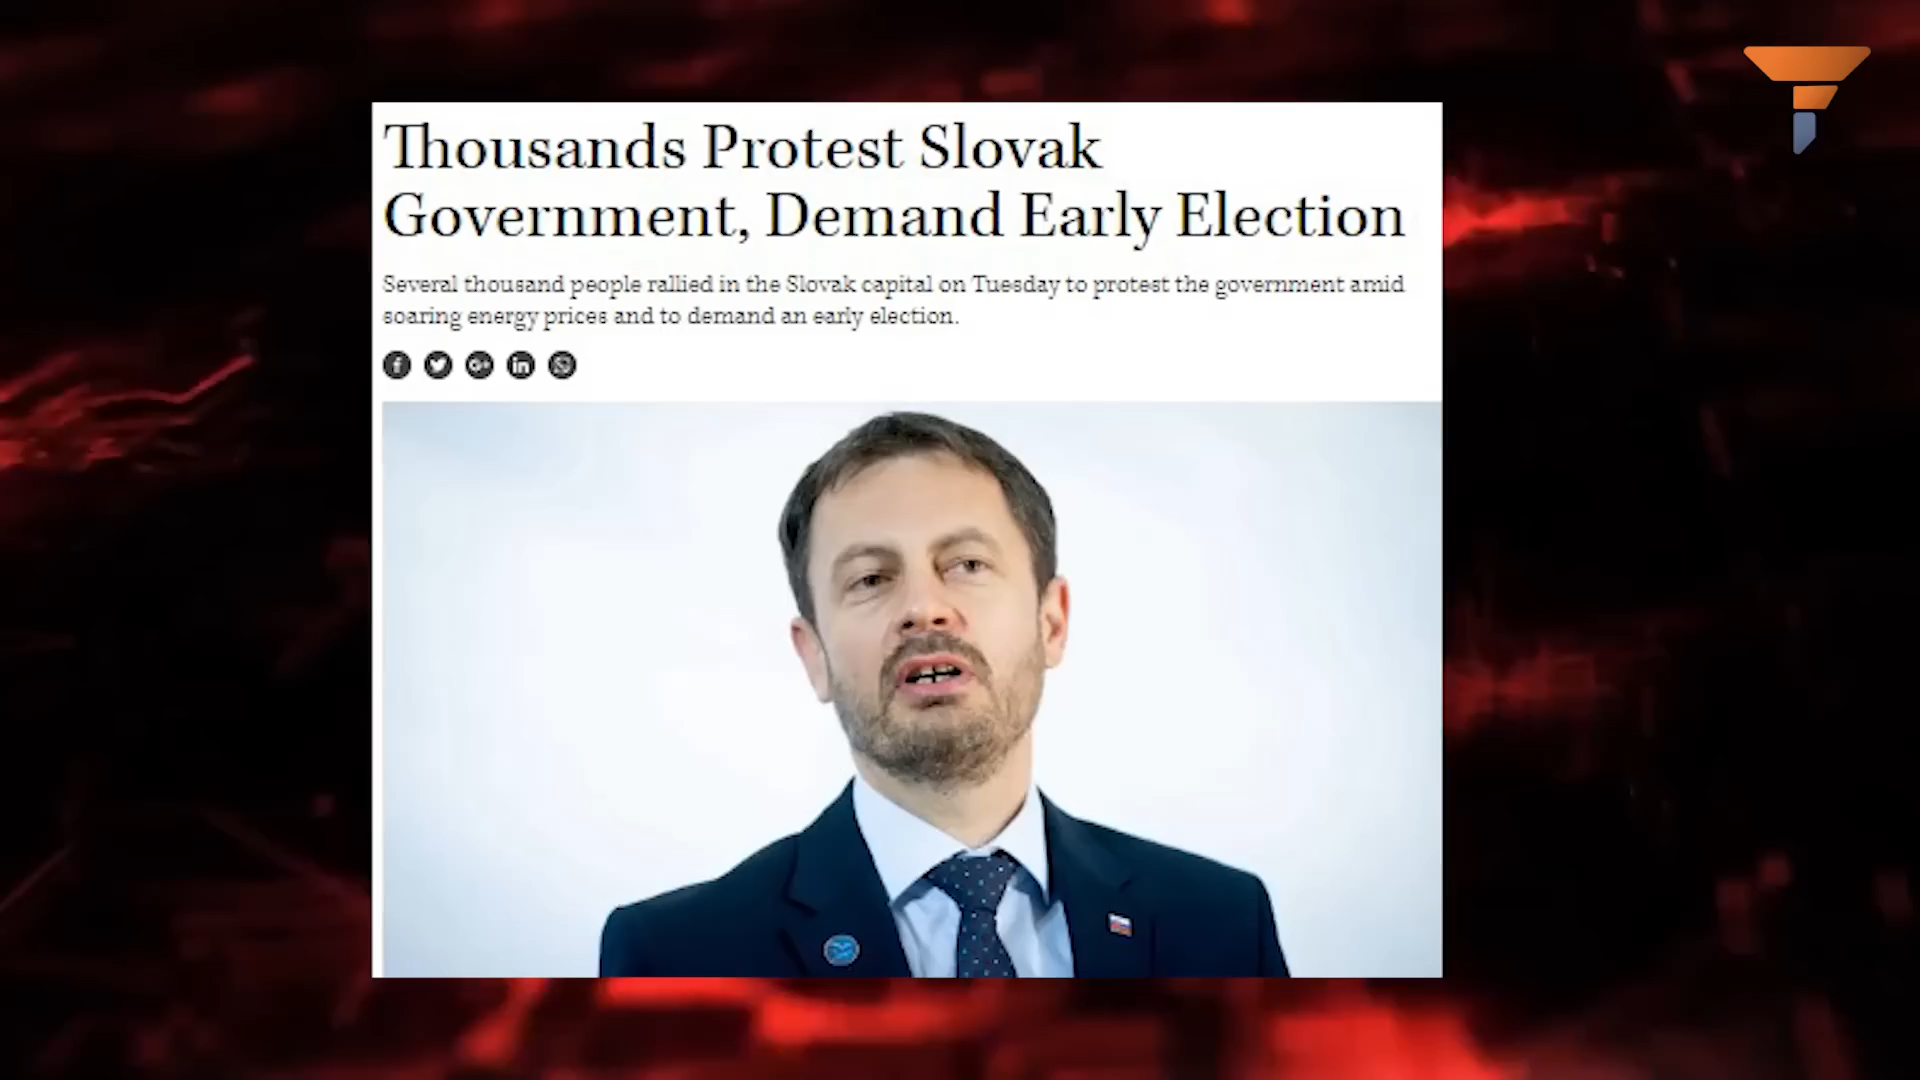 Thousands Protest Slovak
Government, Demand Early Election
Several thousand people rallied in the Slovak capital on Tuesday to protest the government amid
soaring energy prices and to demand an early election.